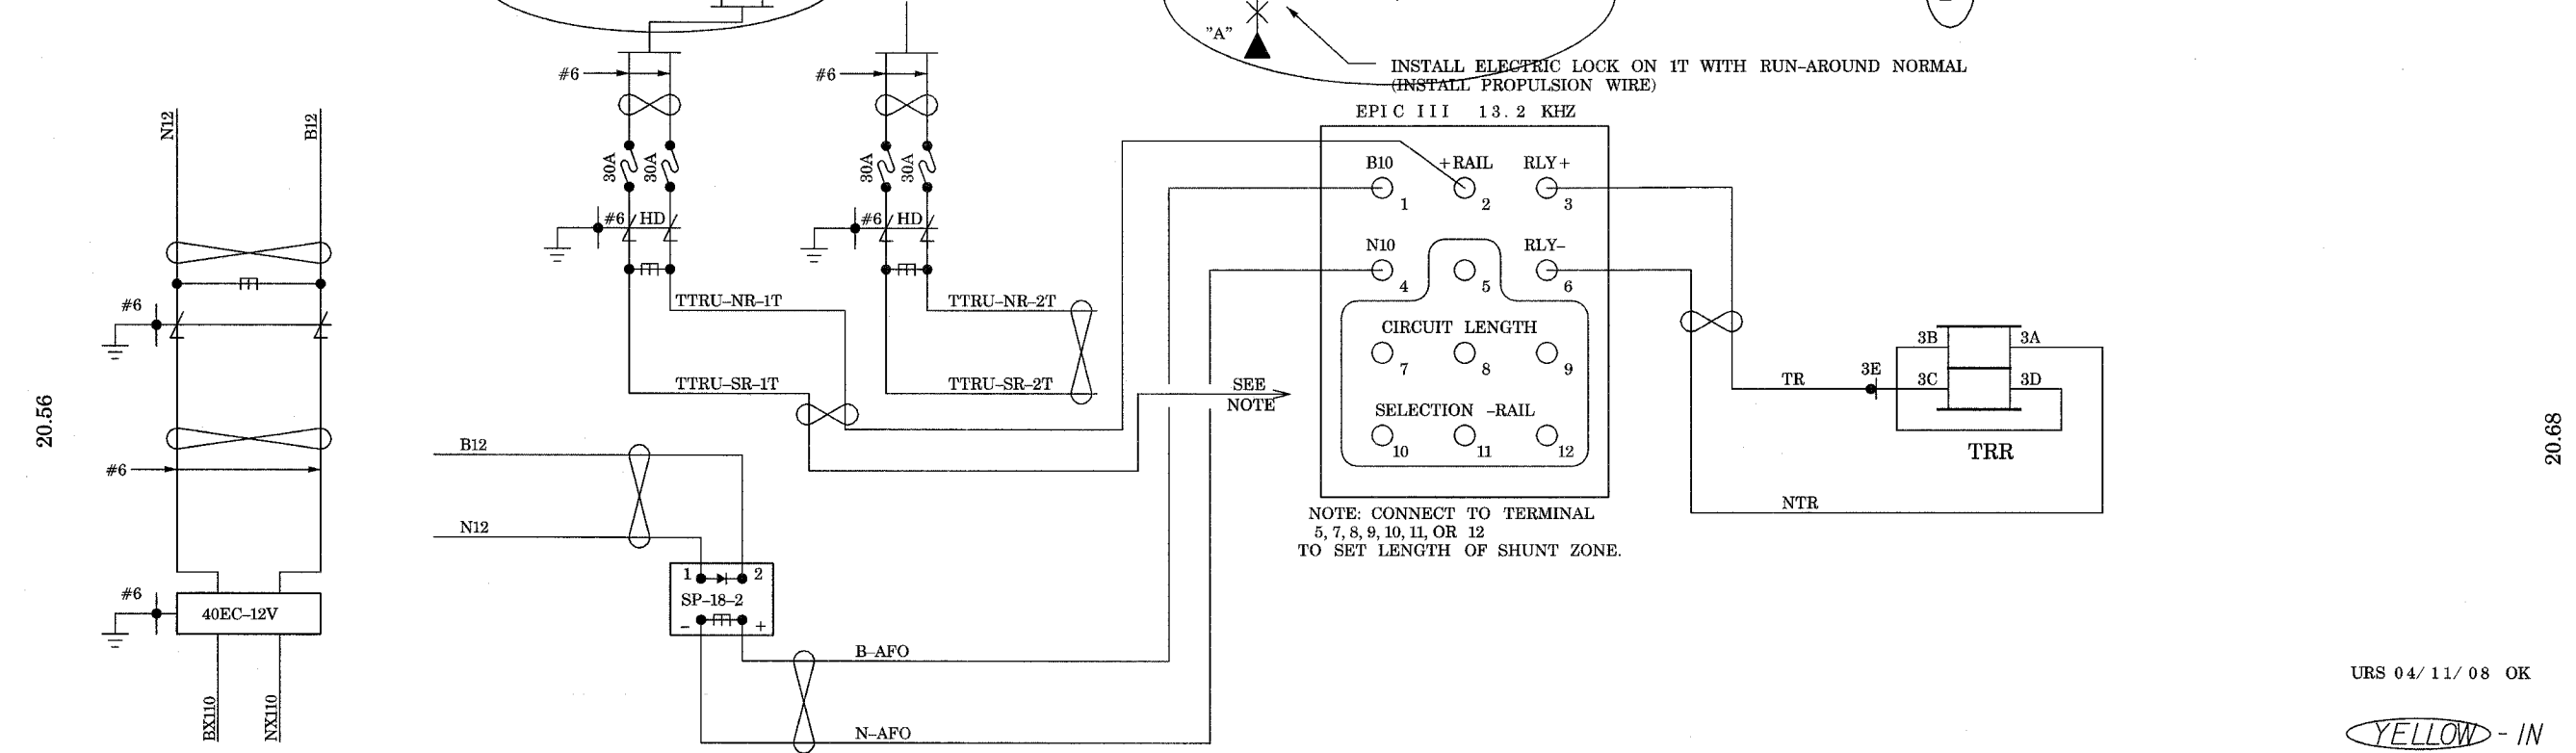 "A"
INSTALL ELECTRIC LOCK ON 1T WITH RUN-AROUND NORMAL
(INSTALL PROPULSION WIRE)
#6
#6
EPIC III 13.2 KHZ
N12
B12
30A
30A
30A
30A
B10
+RAIL
RLY+
1
2
3
#6 HD
#6 HD
N10
RLY-
4
5
6
#6
TTRU-NR-1T
TTRU-NR-2T
CIRCUIT LENGTH
7
8
9
3B
3A
3E
TR
3C
3D
TTRU-SR-1T
TTRU-SR-2T
SEE
NOTE
SELECTION -RAIL
10
11
12
TRR
20.56
20.68
B12
#6
N12
NTR
NOTE: CONNECT TO TERMINAL
5, 7, 8, 9, 10, 11, OR 12
TO SET LENGTH OF SHUNT ZONE.
1
2
SP-18-2
-
+
#6
40EC-12V
B-AFO
N-AFO
BX110
NX110
URS 04/11/08 OK
YELLOW - IN